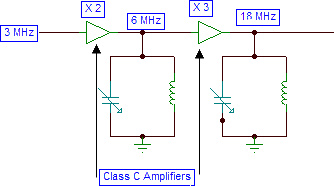 X 2
X 3
3 MHz
6 MHz
18 MHz
Class C Amplifiers